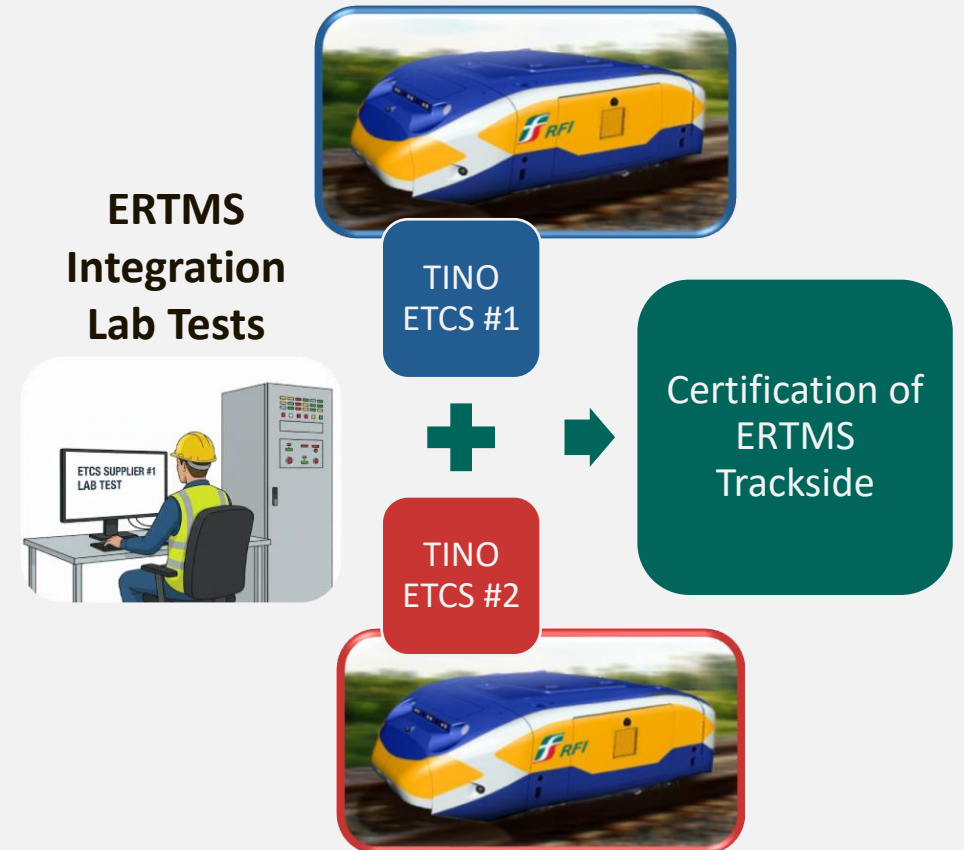 RFI
ERTMS
Integration
Lab Tests
TINO
ETCS #1
ETCS SUPPLIER #1
LAB TEST
Certification of
ERTMS
Trackside
TINO
ETCS #2
RFI